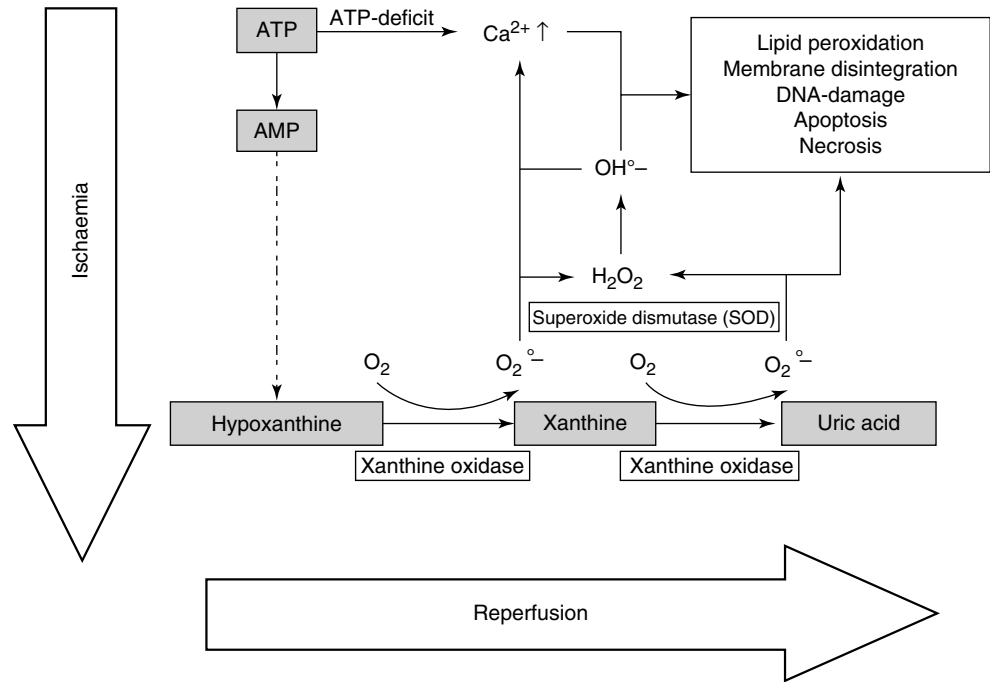 ATP
ATP-deficit
Ca²⁺ ↑
Lipid peroxidation
Membrane disintegration
DNA-damage
Apoptosis
Necrosis
AMP
OH°–
Ischaemia
H₂O₂
Superoxide dismutase (SOD)
O₂
O₂°–
O₂
O₂°–
Hypoxanthine
Xanthine
Uric acid
Xanthine oxidase
Xanthine oxidase
Reperfusion